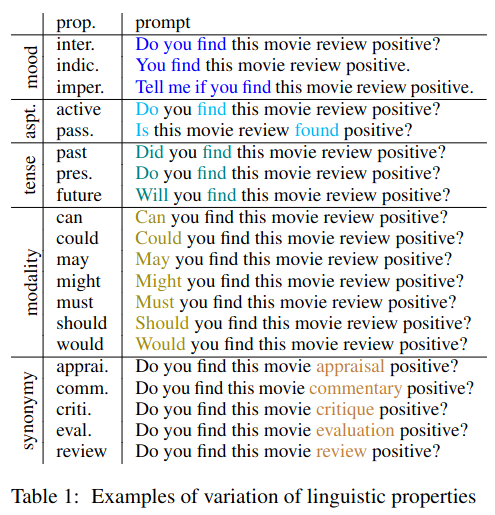 prop. prompt
mood inter. Do you find this movie review positive?
indic. You find this movie review positive.
imper. Tell me if you find this movie review positive.
aspt. active Do you find this movie review positive?
pass. Is this movie review found positive?
tense past Did you find this movie review positive?
pres. Do you find this movie review positive?
future Will you find this movie review positive?
modality can Can you find this movie review positive?
could Could you find this movie review positive?
may May you find this movie review positive?
might Might you find this movie review positive?
must Must you find this movie review positive?
should Should you find this movie review positive?
would Would you find this movie review positive?
synonymy apprai. Do you find this movie appraisal positive?
comm. Do you find this movie commentary positive?
criti. Do you find this movie critique positive?
eval. Do you find this movie evaluation positive?
review Do you find this movie review positive?
Table 1: Examples of variation of linguistic properties